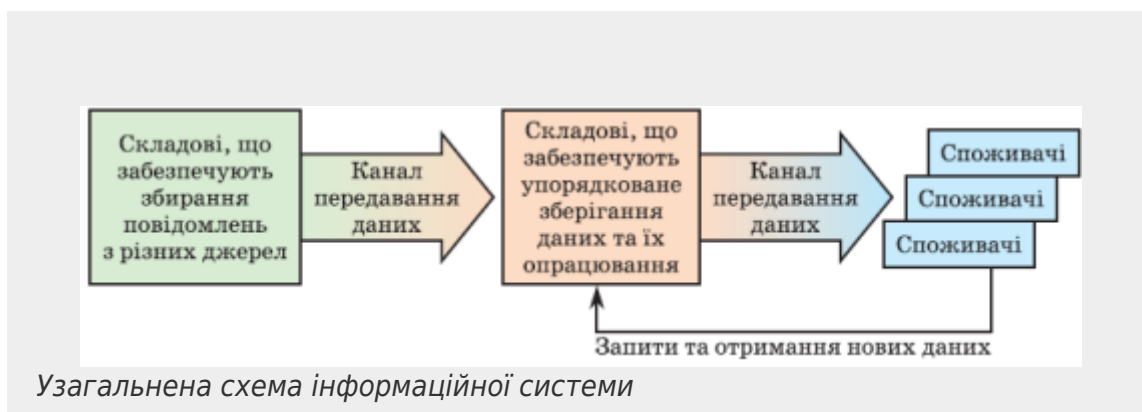 Складові, що
забезпечують
збирання
повідомлень
з різних джерел
Канал
передавання
даних
Складові, що
забезпечують
упорядковане
зберігання
даних та їх
опрацювання
Канал
передавання
даних
Споживачі
Споживачі
Споживачі
Запити та отримання нових даних
Узагальнена схема інформаційної системи